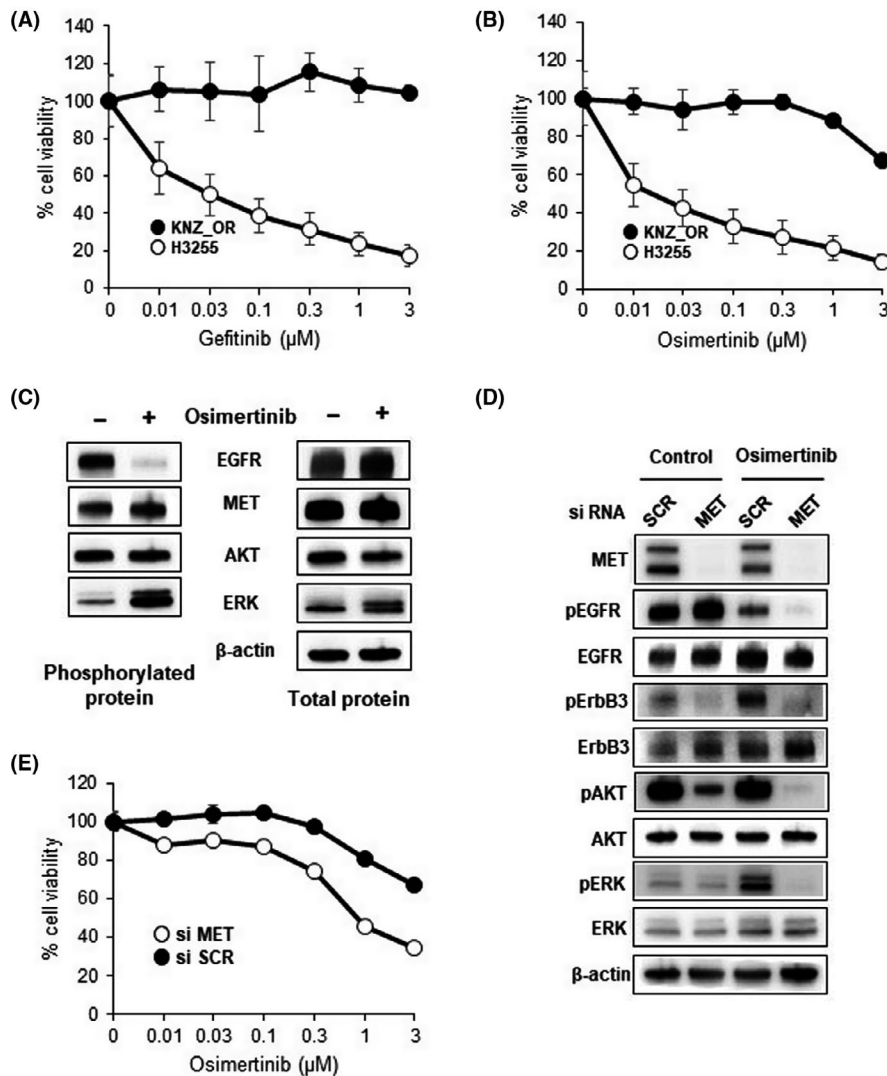 (A)
120
100
80
60
40
20
0
% cell viability
KNZ_OR
H3255
0 0.01 0.03 0.1 0.3 1 3
Gefitinib (µM)
(B)
120
100
80
60
40
20
0
% cell viability
KNZ_OR
H3255
0 0.01 0.03 0.1 0.3 1 3
Osimertinib (µM)
(C)
– + Osimertinib – +
EGFR
MET
AKT
ERK
β-actin
Phosphorylated
protein
Total protein
(D)
Control Osimertinib
si RNA SCR MET SCR MET
MET
pEGFR
EGFR
pErbB3
ErbB3
pAKT
AKT
pERK
ERK
β-actin
(E)
120
100
80
60
40
20
0
% cell viability
si MET
si SCR
0 0.01 0.03 0.1 0.3 1 3
Osimertinib (µM)